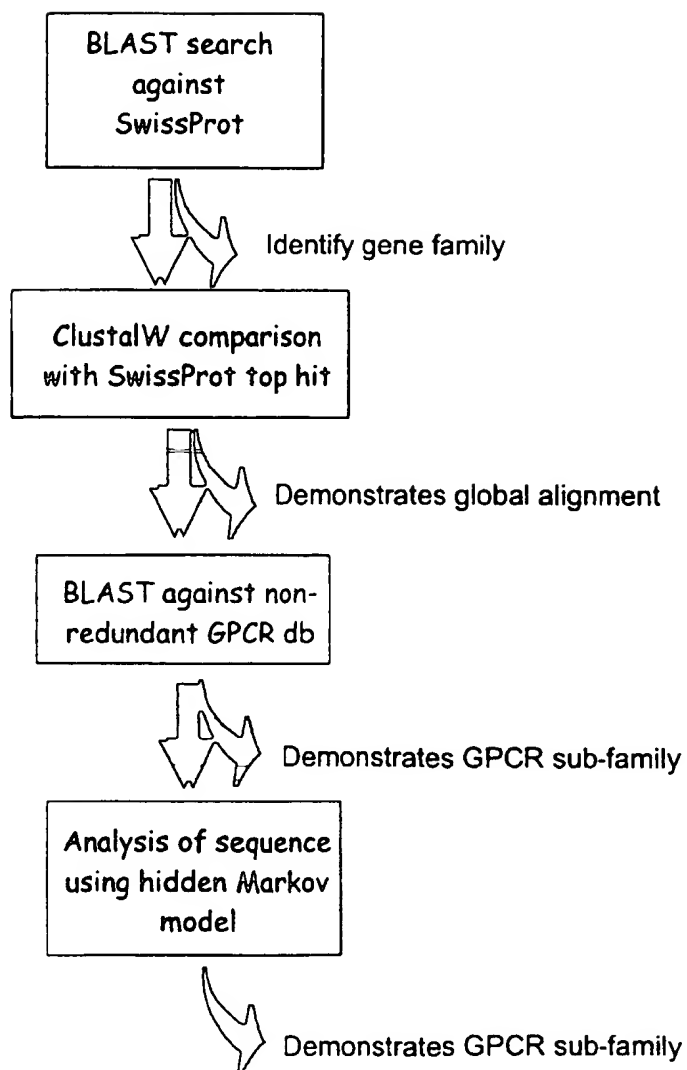 BLAST search
against
SwissProt
Identify gene family
ClustalW comparison
with SwissProt top hit
Demonstrates global alignment
BLAST against non-
redundant GPCR db
Demonstrates GPCR sub-family
Analysis of sequence
using hidden Markov
model
Demonstrates GPCR sub-family